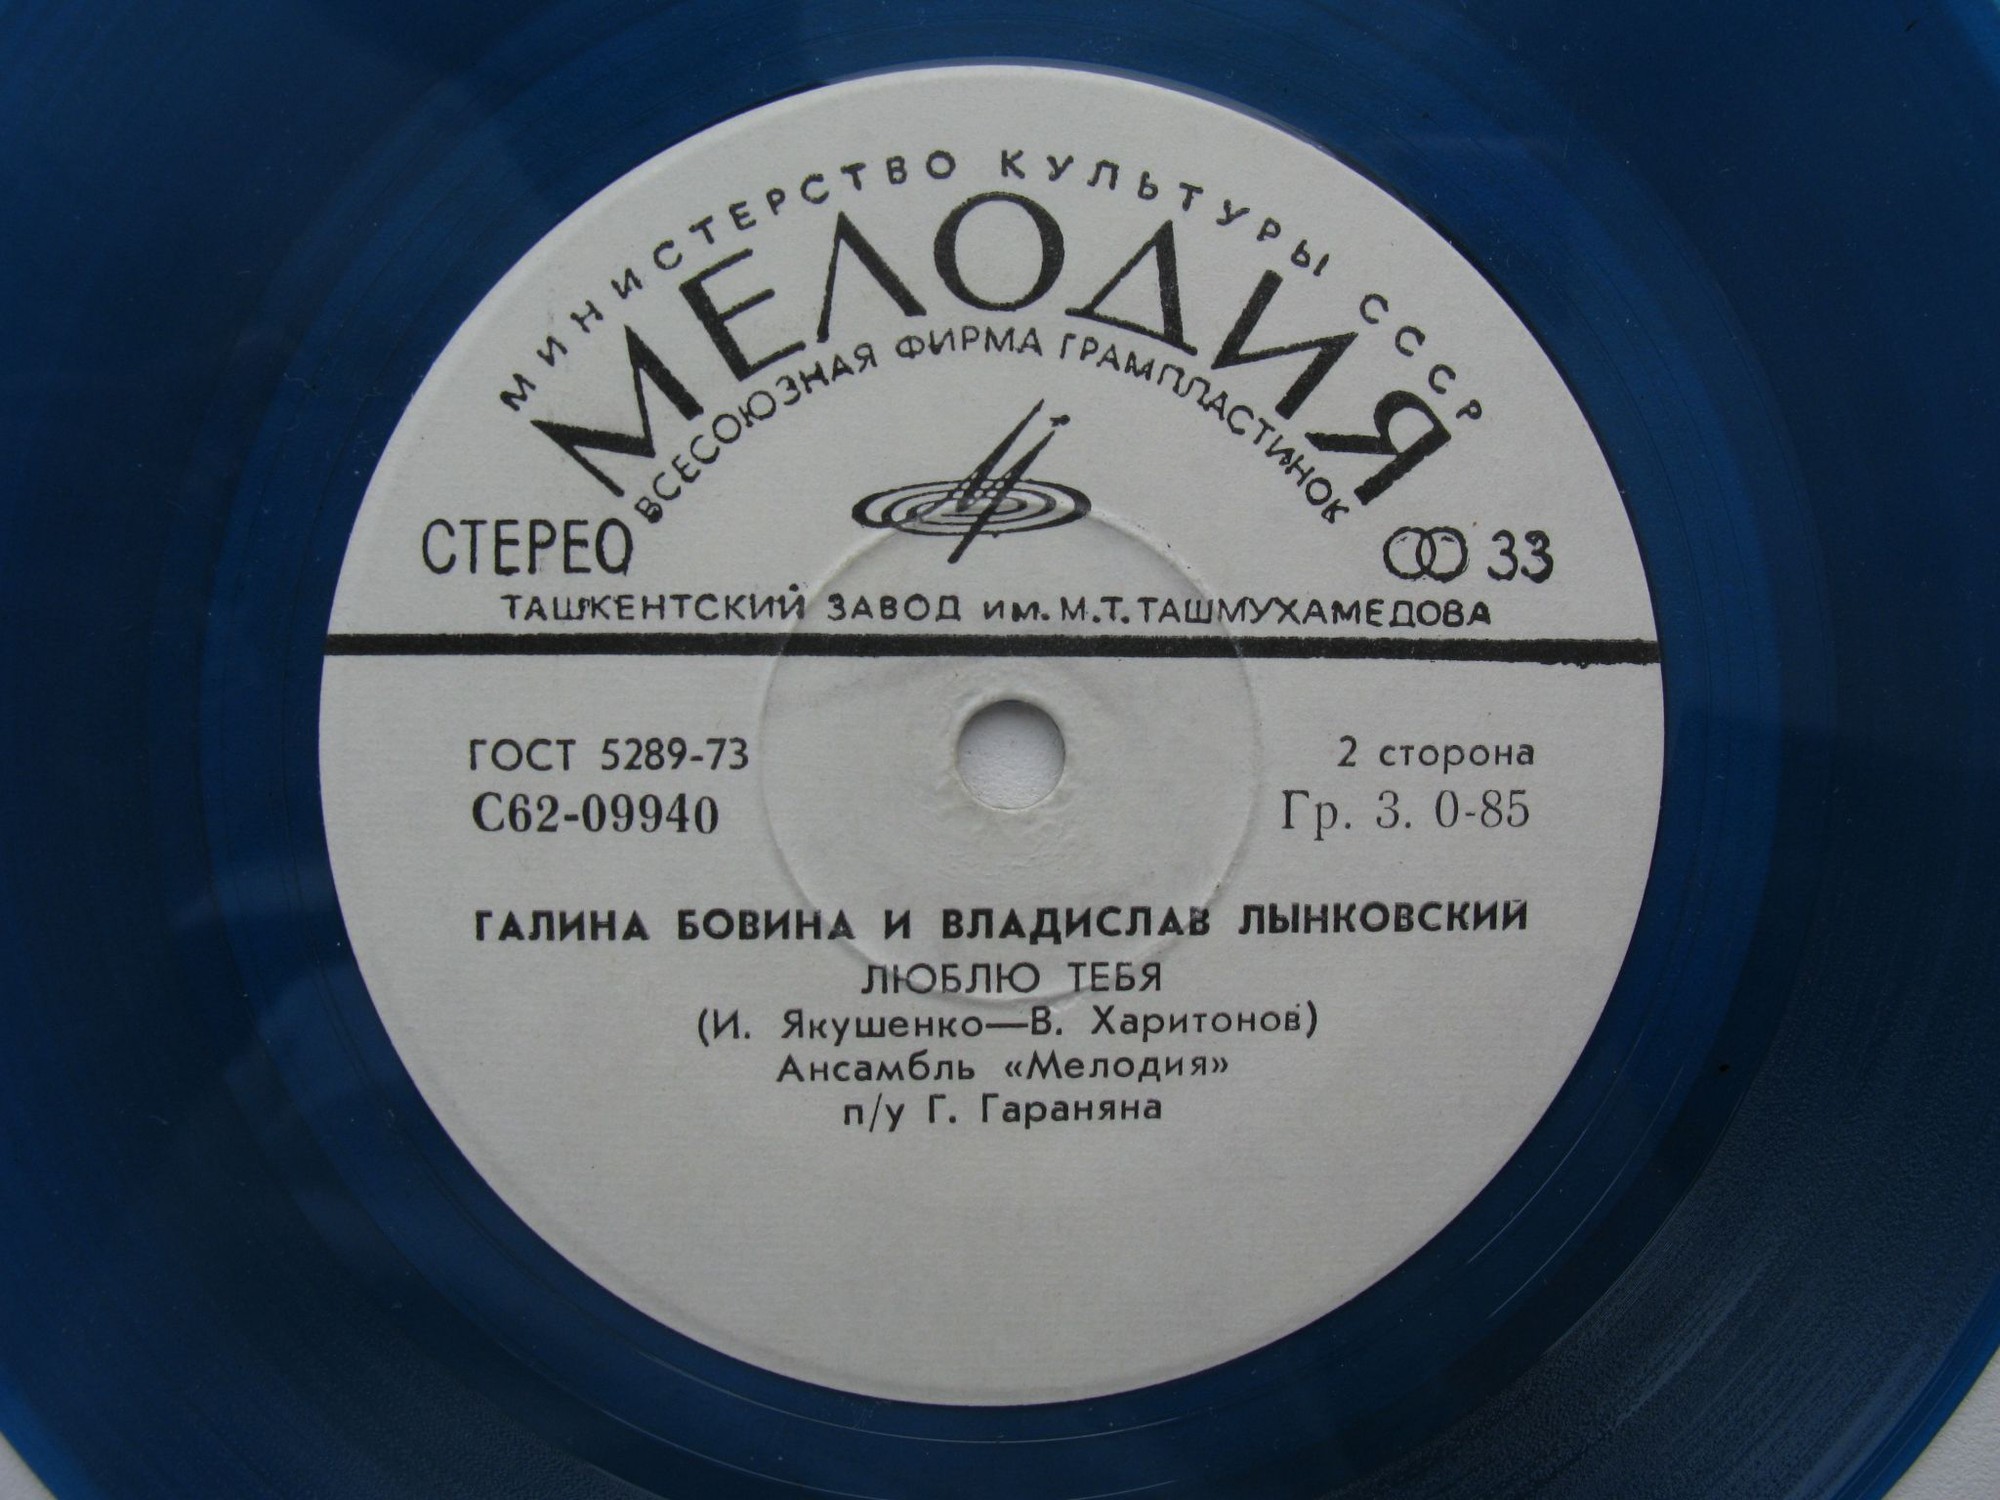 МИНИСТЕРСТВО КУЛЬТУРЫ СССР
МЕЛОДИЯ
ВСЕСОЮЗНАЯ ФИРМА ГРАМПЛАСТИНОК
СТЕРЕО 33
ТАШКЕНТСКИЙ ЗАВОД ИМ. М.Т. ТАШМУХАМЕДОВА
ГОСТ 5289-73 2 сторона
С62-09940 Гр. 3. 0-85
ГАЛИНА БОВИНА И ВЛАДИСЛАВ ЛЫНКОВСКИЙ
ЛЮБЛЮ ТЕБЯ
(И. Якушенко—В. Харитонов)
Ансамбль «Мелодия»
п/у Г. Гараняна